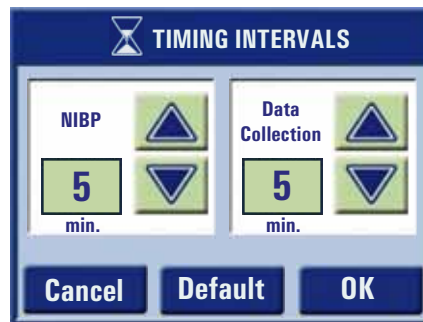 TIMING INTERVALS
NIBP
5
min.
Data
Collection
5
min.
Cancel
Default
OK